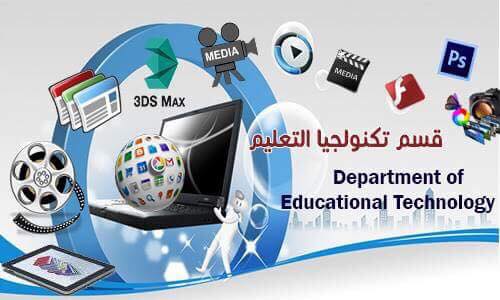 MEDIA
3DS MAX
MEDIA
Ps
قسم تكنولجيا التعليم
Department of
Educational Technology